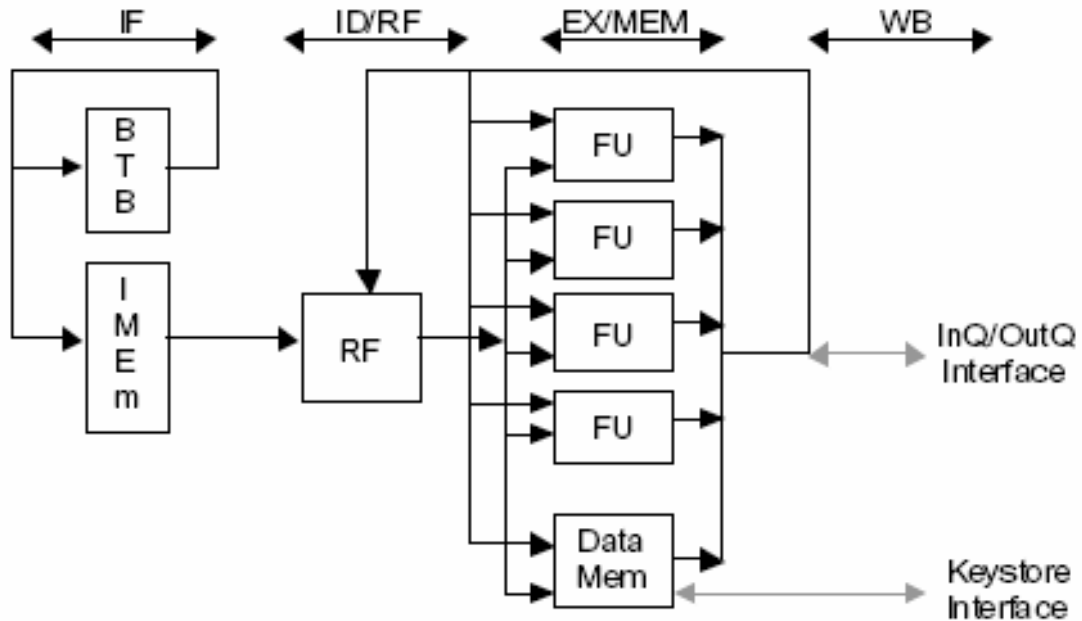 IF
ID/RF
EX/MEM
WB
B
T
B
I
M
E
m
RF
FU
FU
FU
FU
Data
Mem
InQ/OutQ
Interface
Keystore
Interface